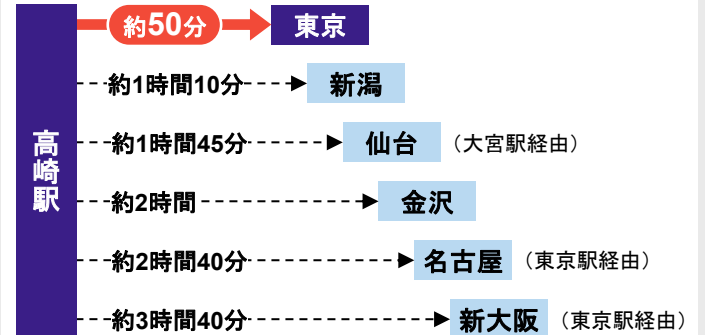 高崎駅
約50分 東京
約1時間10分 新潟
約1時間45分 仙台 （大宮駅経由）
約2時間 金沢
約2時間40分 名古屋 （東京駅経由）
約3時間40分 新大阪 （東京駅経由）